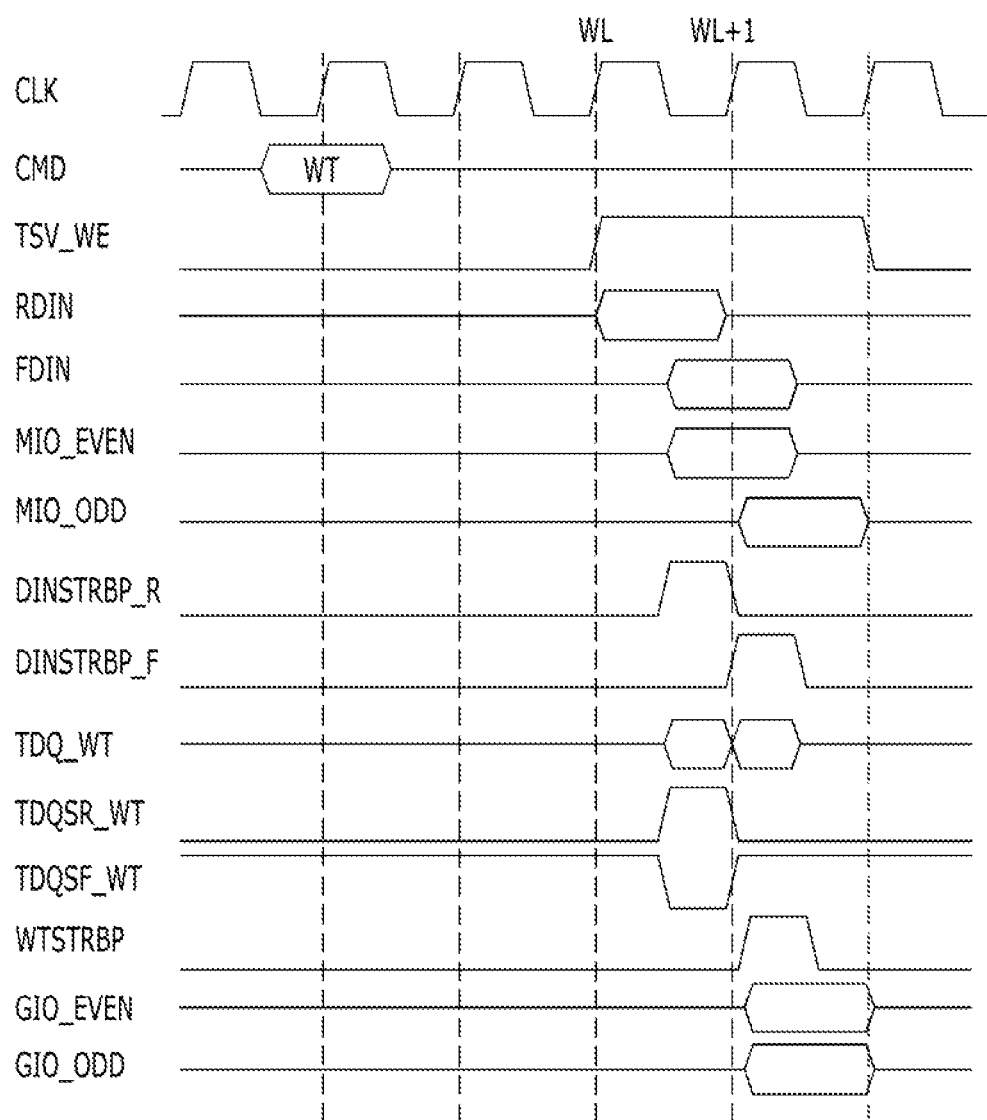 WL WL+1
CLK
CMD WT
TSV_WE
RDIN
FDIN
MIO_EVEN
MIO_ODD
DINSTRBP_R
DINSTRBP_F
TDQ_WT
TDQSR_WT
TDQSF_WT
WTSTRBP
GIO_EVEN
GIO_ODD